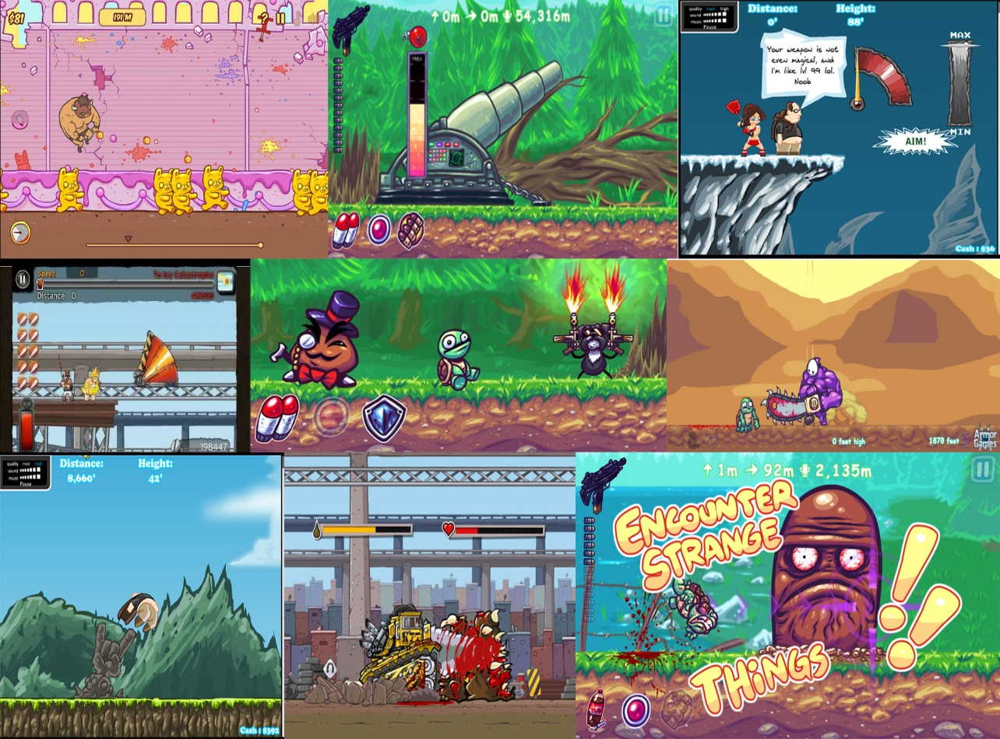 $81
191 M
?
↑ 0m → 0m 54,316m
MAX
quality med high
sound
music
Pause
Distance:
0'
Height:
88'
Your weapon is not
even magical, and
I'm like lvl 99 lol.
Noob
MAX
MIN
AIM!
Cash : $36
Speed 0
To Icy Catastrophe
Distance 0
40000
198447
0 feet high
1878 feet
Armor
Games
quality med high
sound
music
Pause
Distance:
8,660'
Height:
42'
Cash : $392
↑ 1m → 92m 2,135m
ENCOUNTER
STRANGE
THINGS
!!